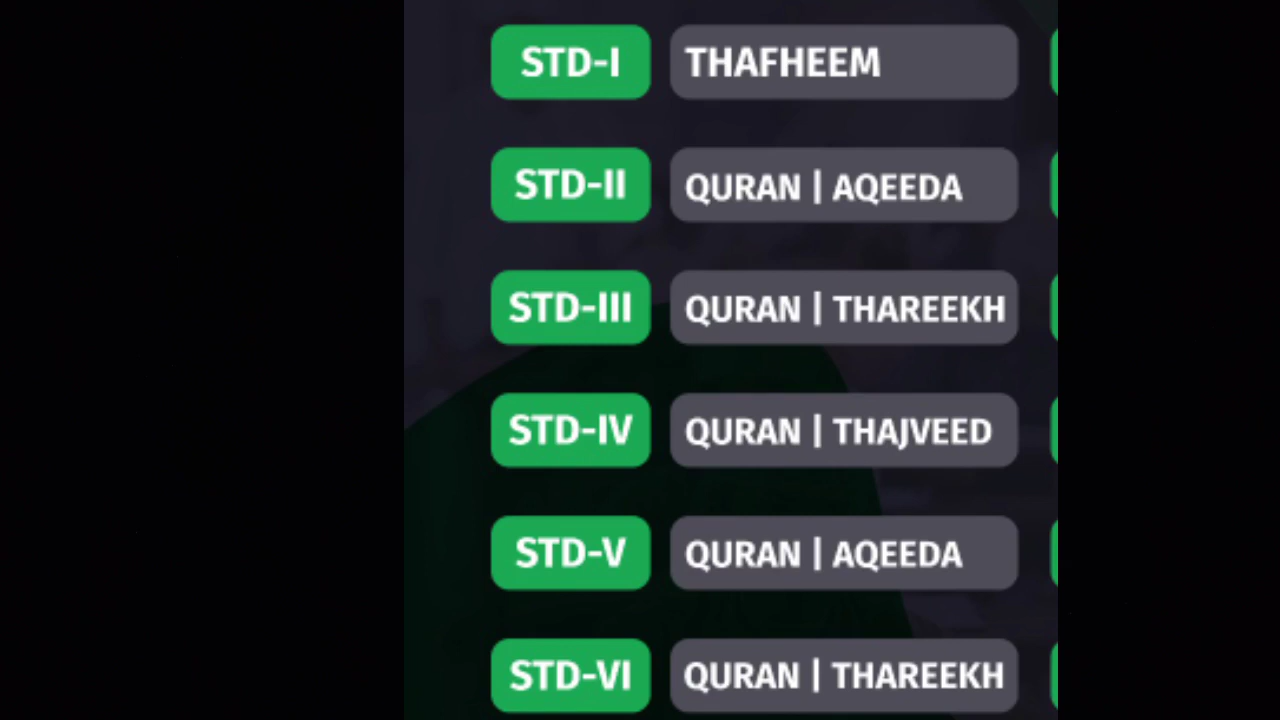 STD-I THAFHEEM
STD-II QURAN | AQEEDA
STD-III QURAN | THAREEKH
STD-IV QURAN | THAJVEED
STD-V QURAN | AQEEDA
STD-VI QURAN | THAREEKH